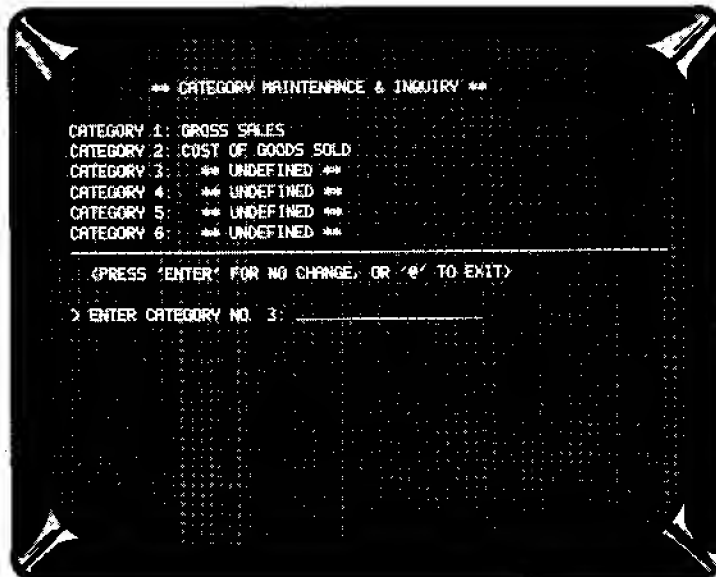 ** CATEGORY MAINTENANCE & INQUIRY **
CATEGORY 1: GROSS SALES
CATEGORY 2: COST OF GOODS SOLD
CATEGORY 3: ** UNDEFINED **
CATEGORY 4: ** UNDEFINED **
CATEGORY 5: ** UNDEFINED **
CATEGORY 6: ** UNDEFINED **
(PRESS 'ENTER' FOR NO CHANGE, OR '@' TO EXIT)
> ENTER CATEGORY NO. 3: ____________________